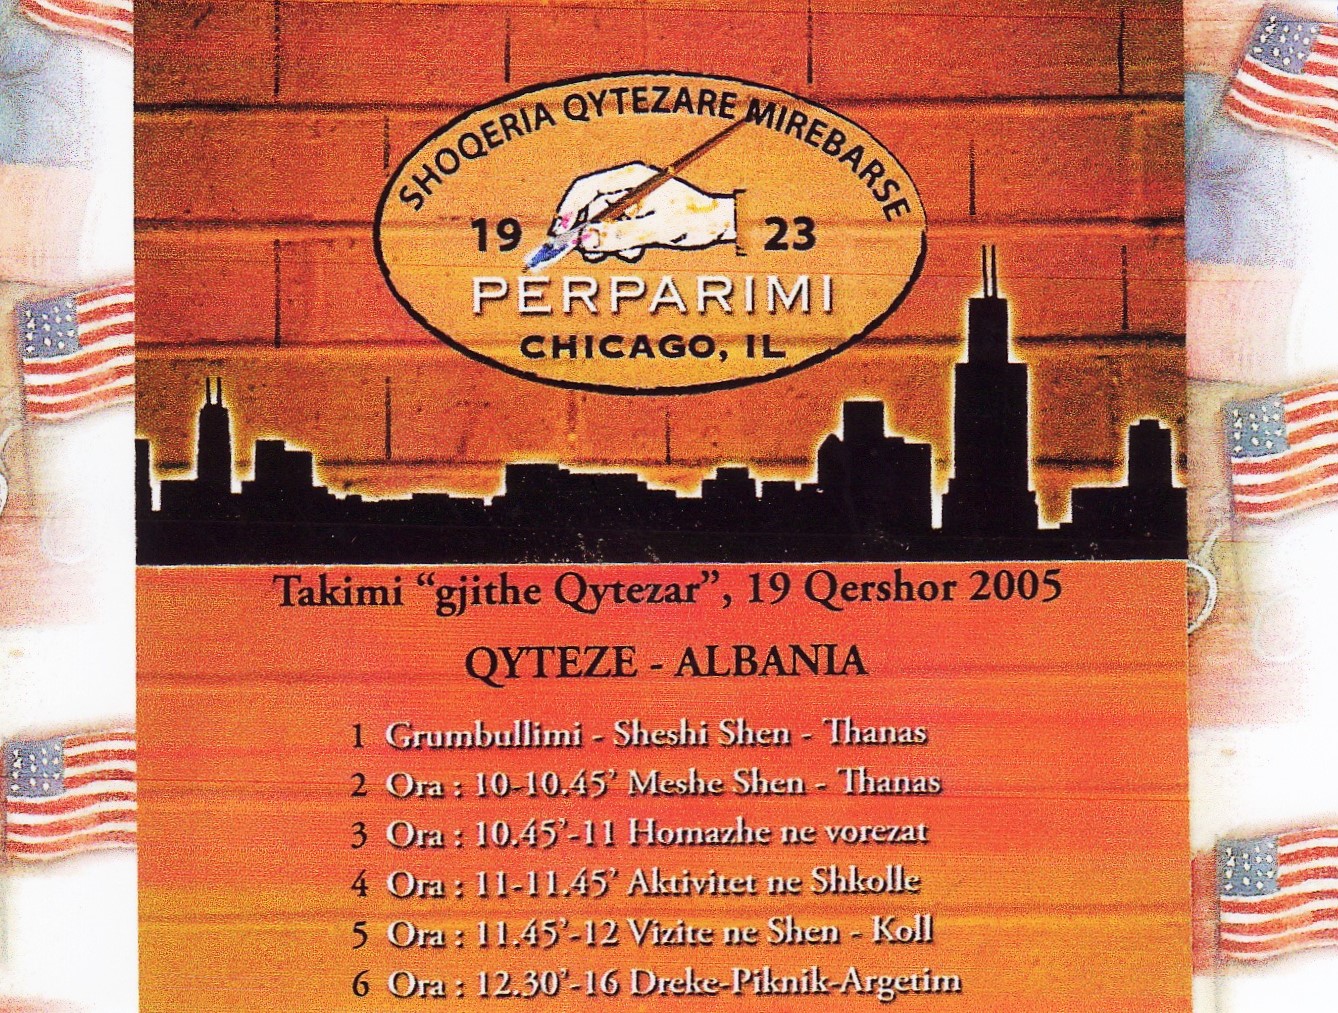 SHOQERIA QYTEZARE MIREBARSE
19 23
PERPARIMI
CHICAGO, IL
Takimi “gjithe Qytezar”, 19 Qershor 2005
QYTEZE - ALBANIA
1 Grumbullimi - Sheshi Shen - Thanas
2 Ora : 10-10.45’ Meshe Shen - Thanas
3 Ora : 10.45’-11 Homazhe ne vorezat
4 Ora : 11-11.45’ Aktivitet ne Shkolle
5 Ora : 11.45’-12 Vizite ne Shen - Koll
6 Ora : 12.30’-16 Dreke-Piknik-Argetim